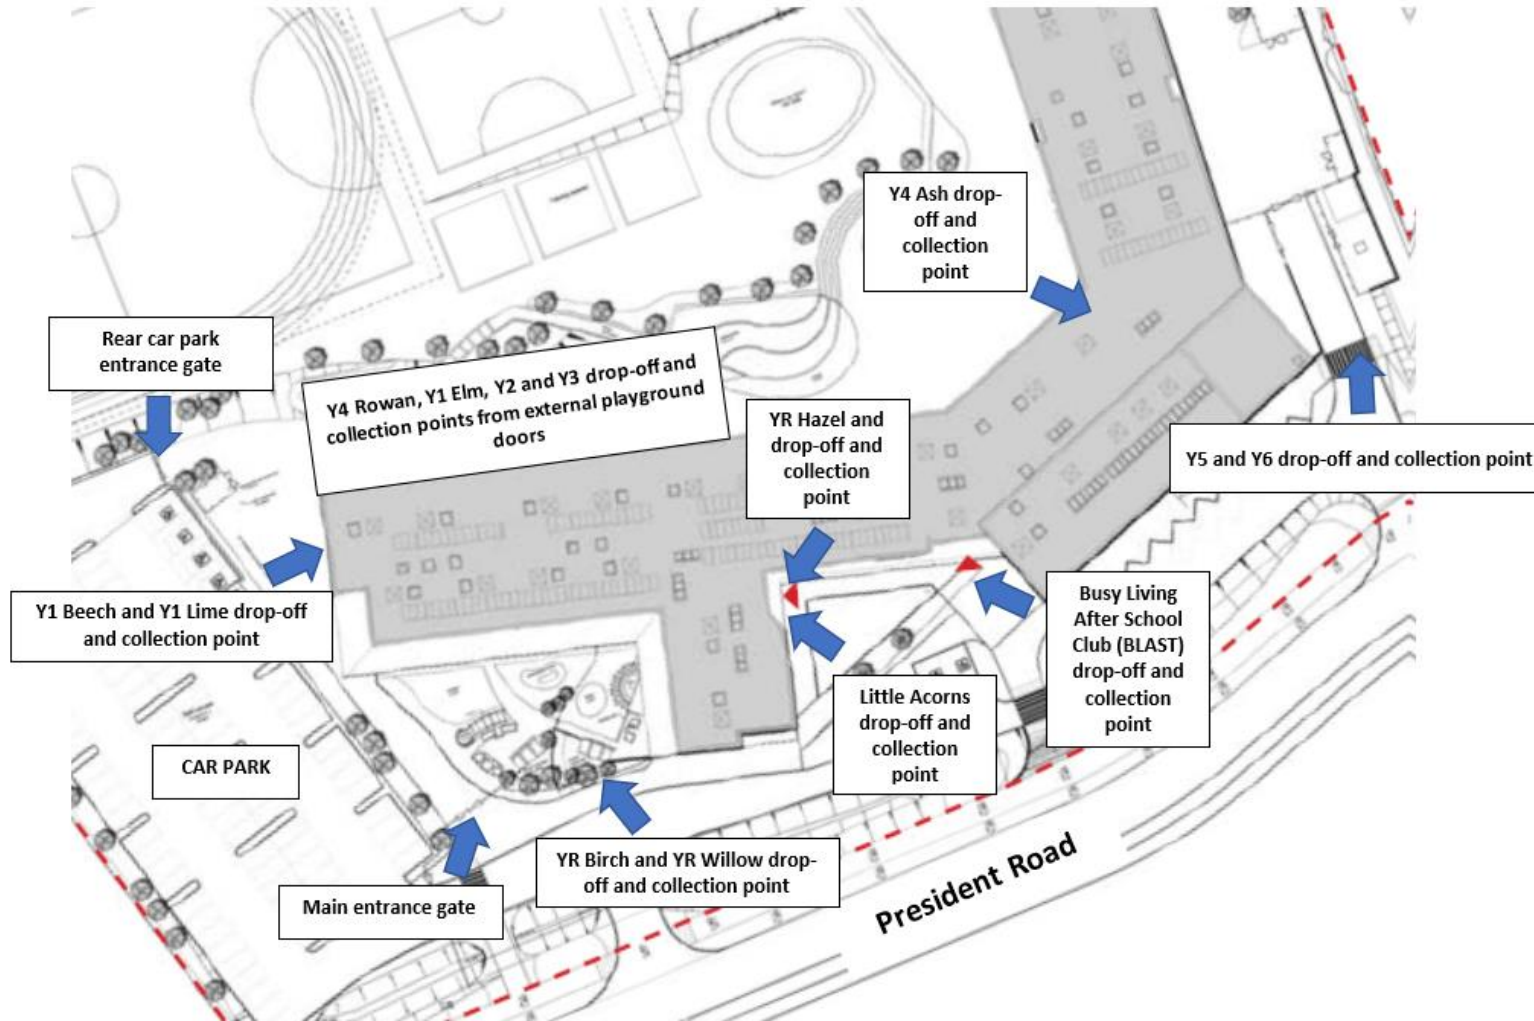 Y4 Ash drop-
off and
collection
point
Rear car park
entrance gate
Y4 Rowan, Y1 Elm, Y2 and Y3 drop-off and
collection points from external playground
doors
YR Hazel and
drop-off and
collection
point
Y5 and Y6 drop-off and collection point
Y1 Beech and Y1 Lime drop-off
and collection point
Busy Living
After School
Club (BLAST)
drop-off and
collection
point
Little Acorns
drop-off and
collection
point
CAR PARK
YR Birch and YR Willow drop-
off and collection point
Main entrance gate
President Road